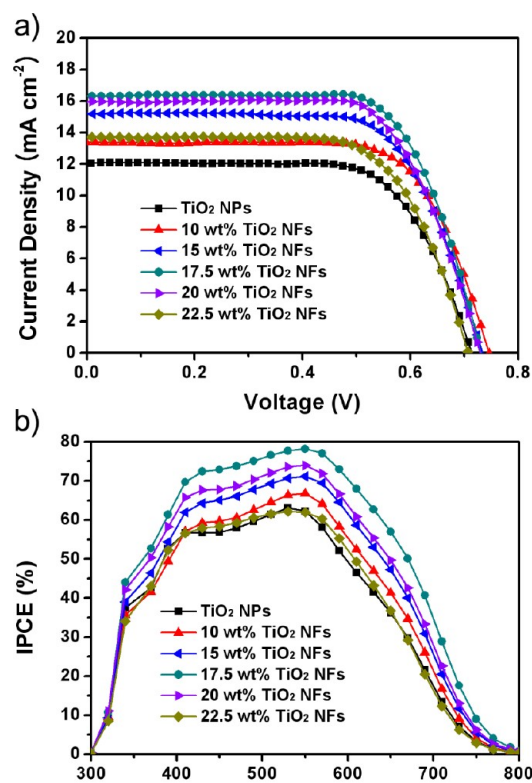 a)
20
18
16
14
12
10
8
6
4
2
0
Current Density (mA cm⁻²)
TiO₂ NPs
10 wt% TiO₂ NFs
15 wt% TiO₂ NFs
17.5 wt% TiO₂ NFs
20 wt% TiO₂ NFs
22.5 wt% TiO₂ NFs
0.0 0.2 0.4 0.6 0.8
Voltage (V)
b)
80
70
60
50
40
30
20
10
0
IPCE (%)
TiO₂ NPs
10 wt% TiO₂ NFs
15 wt% TiO₂ NFs
17.5 wt% TiO₂ NFs
20 wt% TiO₂ NFs
22.5 wt% TiO₂ NFs
300 400 500 600 700 800